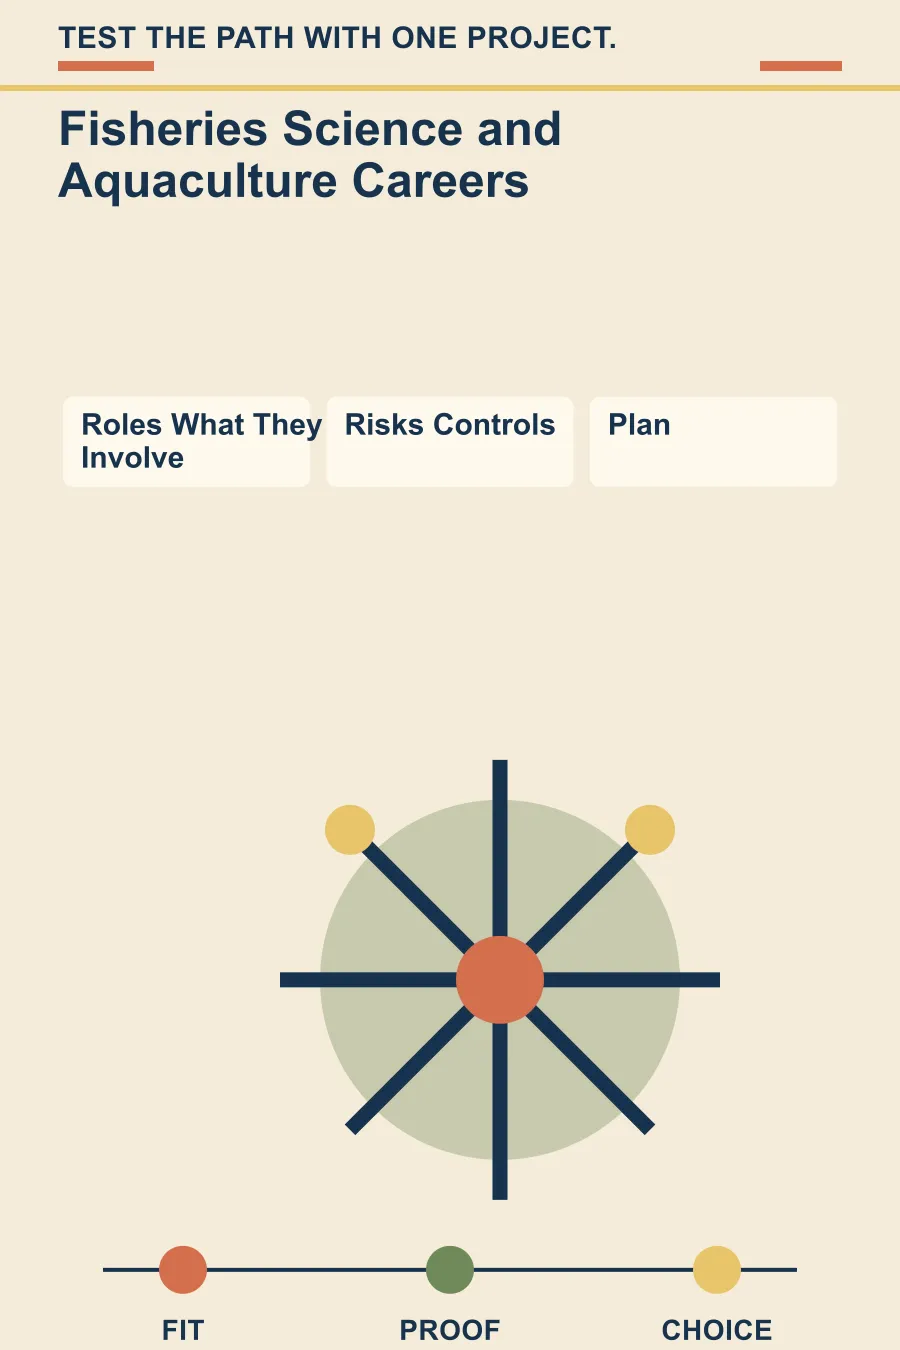 TEST THE PATH WITH ONE PROJECT.
Fisheries Science and
Aquaculture Careers
Roles What They
Involve
Risks Controls
Plan
FIT
PROOF
CHOICE